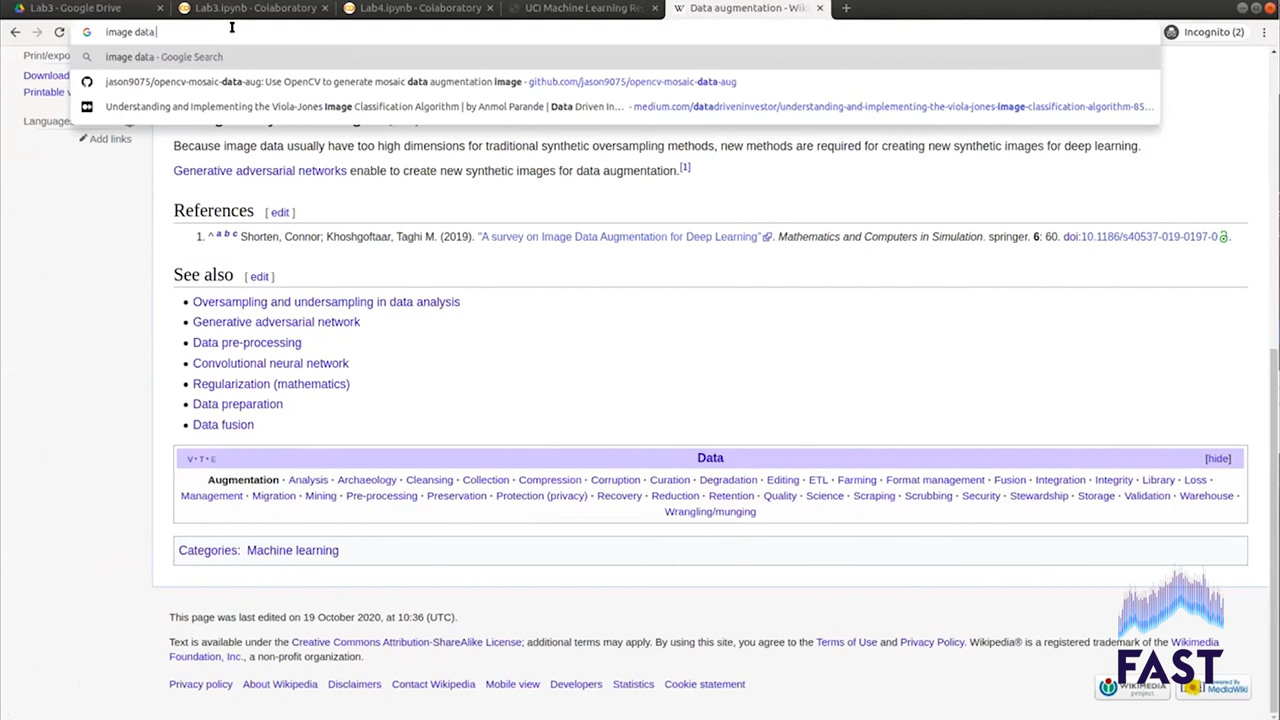 Lab3 - Google Drive
Lab3.ipynb - Colaboratory
Lab4.ipynb - Colaboratory
UCI Machine Learning Re
Data augmentation - Wik
image data
Incognito (2)
image data - Google Search
jason9075/opencv-mosaic-data-aug: Use OpenCV to generate mosaic data augmentation image - github.com/jason9075/opencv-mosaic-data-aug
Understanding and Implementing the Viola-Jones Image Classification Algorithm | by Anmol Parande | Data Driven In... - medium.com/datadriveninvestor/understanding-and-implementing-the-viola-jones-image-classification-algorithm-85...
Print/expo
Download
Printable v
Language
Add links
Because image data usually have too high dimensions for traditional synthetic oversampling methods, new methods are required for creating new synthetic images for deep learning.
Generative adversarial networks enable to create new synthetic images for data augmentation.[1]
References [ edit ]
1. ^ a b c Shorten, Connor; Khoshgoftaar, Taghi M. (2019). "A survey on Image Data Augmentation for Deep Learning". Mathematics and Computers in Simulation. springer. 6: 60. doi:10.1186/s40537-019-0197-0.
See also [ edit ]
• Oversampling and undersampling in data analysis
• Generative adversarial network
• Data pre-processing
• Convolutional neural network
• Regularization (mathematics)
• Data preparation
• Data fusion
V · T · E
Data
[hide]
Augmentation · Analysis · Archaeology · Cleansing · Collection · Compression · Corruption · Curation · Degradation · Editing · ETL · Farming · Format management · Fusion · Integration · Integrity · Library · Loss ·
Management · Migration · Mining · Pre-processing · Preservation · Protection (privacy) · Recovery · Reduction · Retention · Quality · Science · Scraping · Scrubbing · Security · Stewardship · Storage · Validation · Warehouse ·
Wrangling/munging
Categories: Machine learning
This page was last edited on 19 October 2020, at 10:36 (UTC).
Text is available under the Creative Commons Attribution-ShareAlike License; additional terms may apply. By using this site, you agree to the Terms of Use and Privacy Policy. Wikipedia® is a registered trademark of the Wikimedia
Foundation, Inc., a non-profit organization.
Privacy policy
About Wikipedia
Disclaimers
Contact Wikipedia
Mobile view
Developers
Statistics
Cookie statement
FAST
WIKIMEDIA
project
Powered By
MediaWiki